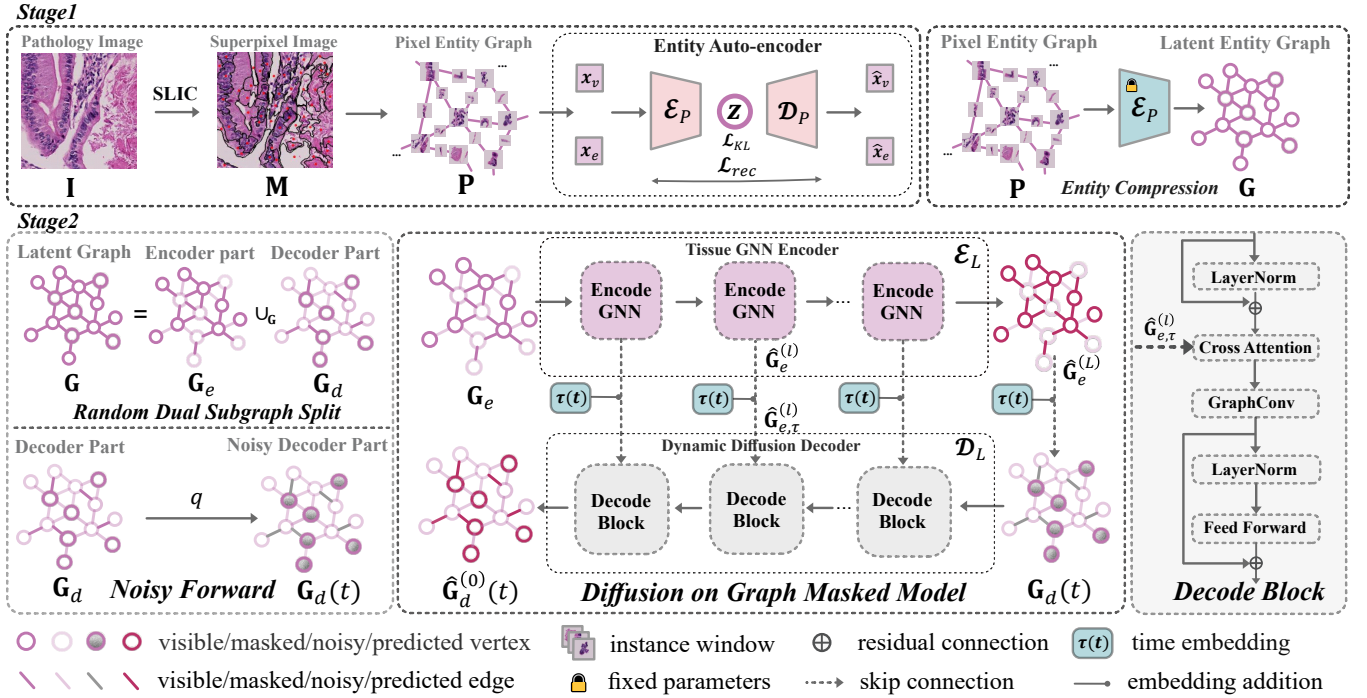 Stage1
Pathology Image
Superpixel Image
Pixel Entity Graph
Entity Auto-encoder
SLIC
...
...
x_v
x_e
ℰ_P
z
𝒟_P
ℒ_KL
ℒ_rec
x̂_v
x̂_e
I
M
P
Pixel Entity Graph
Latent Entity Graph
...
...
ℰ_P
P
Entity Compression
G
Stage2
Latent Graph
Encoder part
Decoder Part
=
∪_G
G
G_e
G_d
Random Dual Subgraph Split
Decoder Part
Noisy Decoder Part
q
G_d
Noisy Forward
G_d(t)
Tissue GNN Encoder
ℰ_L
Encode GNN
Encode GNN
...
Encode GNN
G_e
Ĝ_e^(l)
Ĝ_e^(L)
τ(t)
τ(t)
τ(t)
τ(t)
Ĝ_e,τ^(l)
Dynamic Diffusion Decoder
𝒟_L
Decode Block
Decode Block
...
Decode Block
Ĝ_d^(0)(t)
Diffusion on Graph Masked Model
G_d(t)
LayerNorm
Ĝ_e,τ^(l)
Cross Attention
GraphConv
LayerNorm
Feed Forward
Decode Block
visible/masked/noisy/predicted vertex
instance window
residual connection
τ(t)
time embedding
visible/masked/noisy/predicted edge
fixed parameters
skip connection
embedding addition